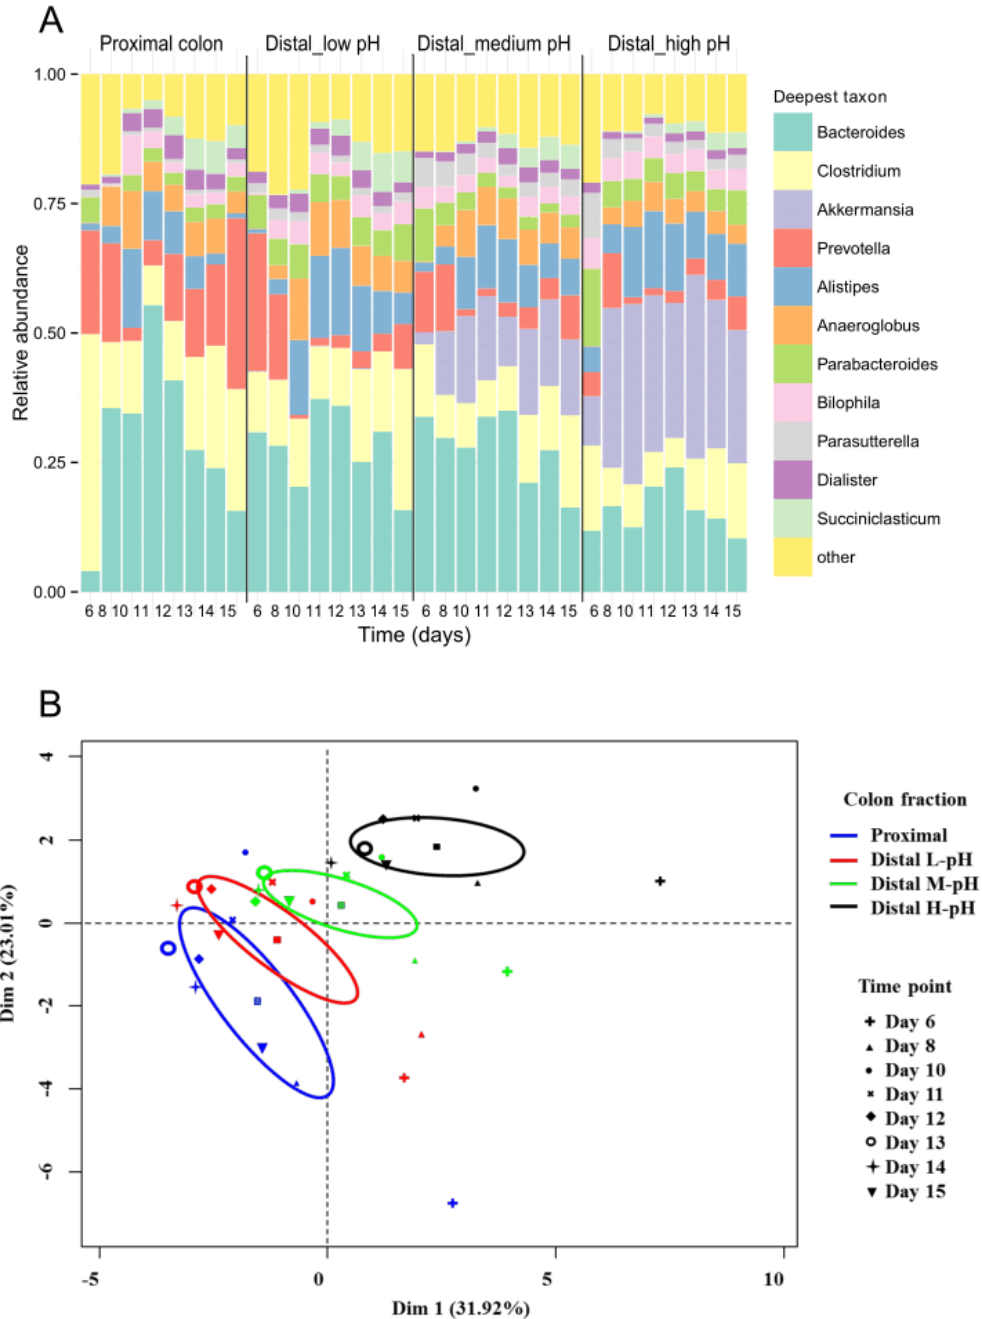 A
Proximal colon Distal_low pH Distal_medium pH Distal_high pH
1.00
0.75
0.50
0.25
0.00
Relative abundance
6 8 10 11 12 13 14 15 6 8 10 11 12 13 14 15 6 8 10 11 12 13 14 15 6 8 10 11 12 13 14 15
Time (days)
Deepest taxon
Bacteroides
Clostridium
Akkermansia
Prevotella
Alistipes
Anaeroglobus
Parabacteroides
Bilophila
Parasutterella
Dialister
Succiniclasticum
other
B
4
2
0
-2
-4
-6
Dim 2 (23.01%)
-5 0 5 10
Dim 1 (31.92%)
Colon fraction
Proximal
Distal L-pH
Distal M-pH
Distal H-pH
Time point
Day 6
Day 8
Day 10
Day 11
Day 12
Day 13
Day 14
Day 15